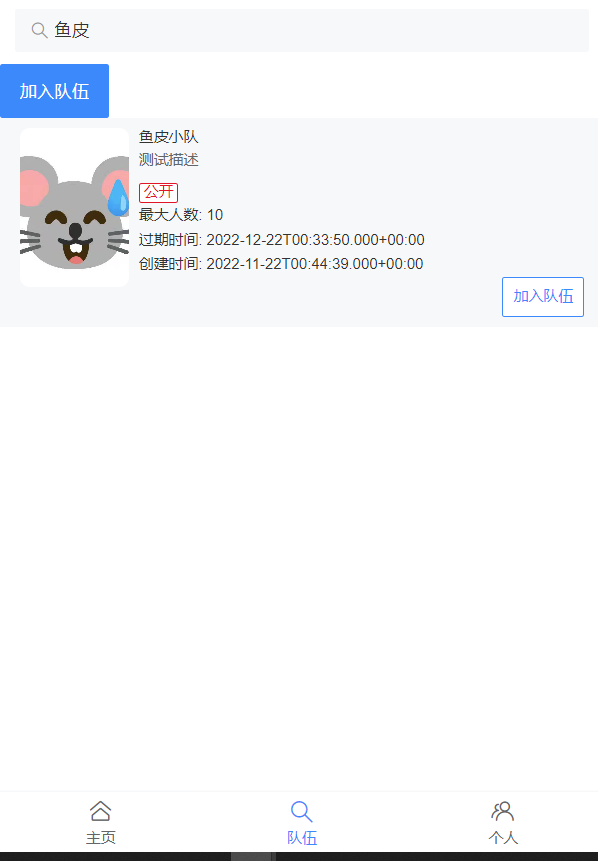 鱼皮
加入队伍
鱼皮小队
测试描述
公开
最大人数: 10
过期时间: 2022-12-22T00:33:50.000+00:00
创建时间: 2022-11-22T00:44:39.000+00:00
加入队伍
主页
队伍
个人